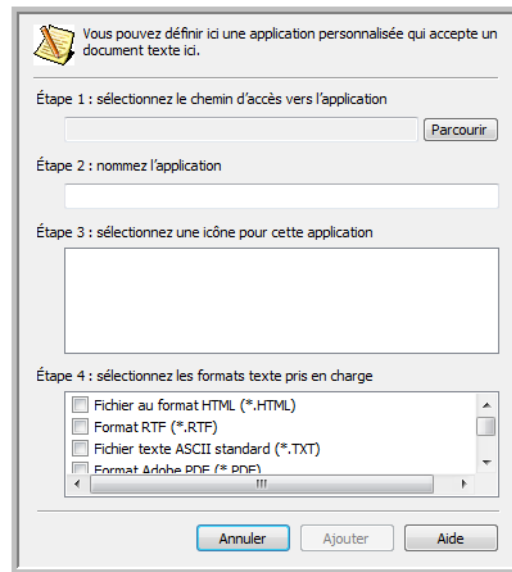 Vous pouvez définir ici une application personnalisée qui accepte un
document texte ici.
Étape 1 : sélectionnez le chemin d'accès vers l'application
Parcourir
Étape 2 : nommez l'application
Étape 3 : sélectionnez une icône pour cette application
Étape 4 : sélectionnez les formats texte pris en charge
Fichier au format HTML (*.HTML)
Format RTF (*.RTF)
Fichier texte ASCII standard (*.TXT)
Format Adobe PDF (*.PDF)
Annuler Ajouter Aide